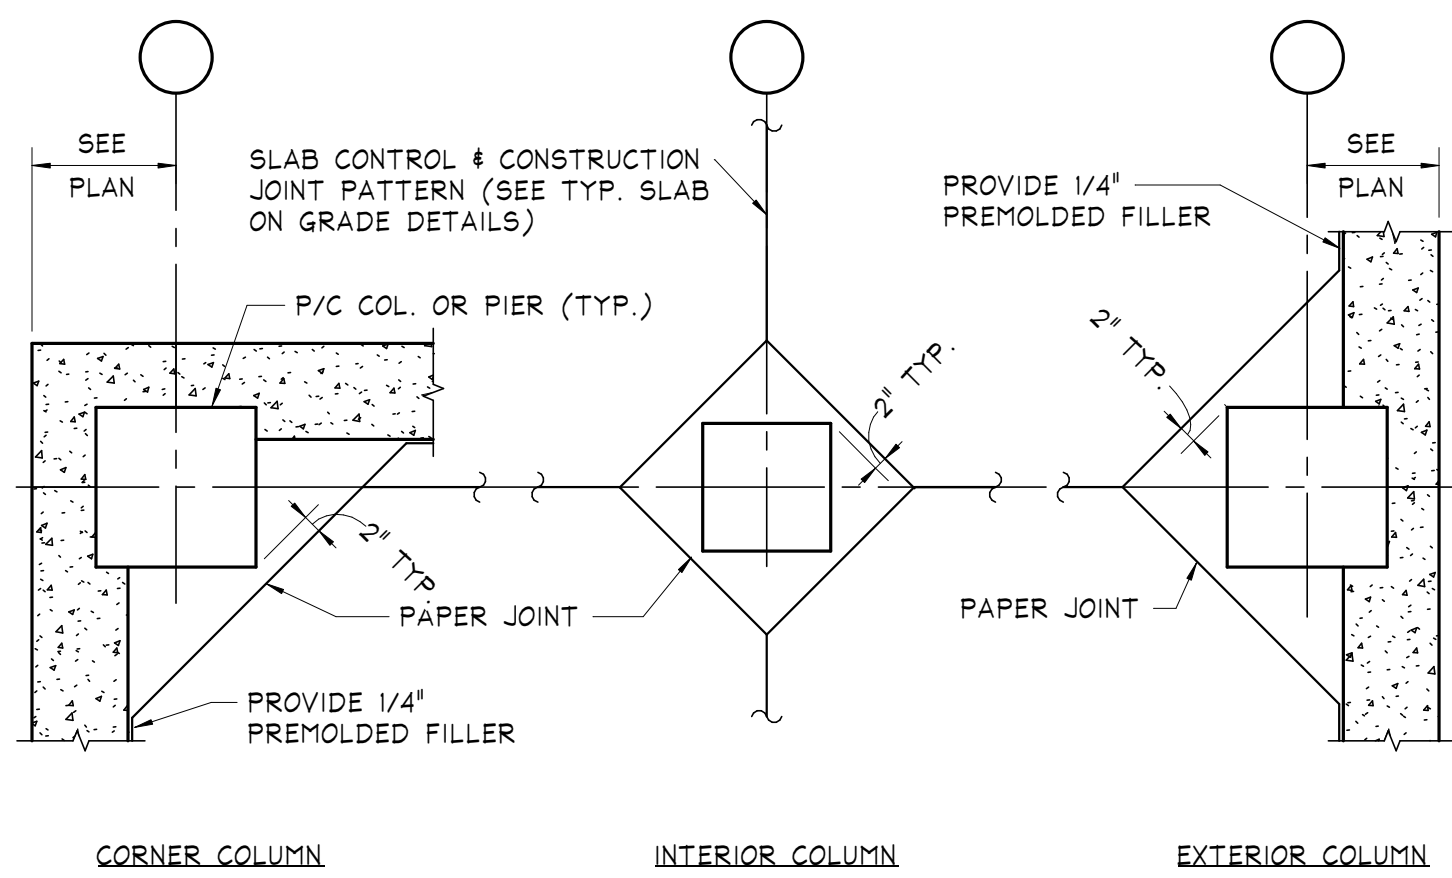 SEE
PLAN
SLAB CONTROL & CONSTRUCTION
JOINT PATTERN (SEE TYP. SLAB
ON GRADE DETAILS)
PROVIDE 1/4"
PREMOLDED FILLER
SEE
PLAN
P/C COL. OR PIER (TYP.)
2" TYP.
2" TYP.
2" TYP.
PAPER JOINT
PAPER JOINT
PROVIDE 1/4"
PREMOLDED FILLER
CORNER COLUMN
INTERIOR COLUMN
EXTERIOR COLUMN